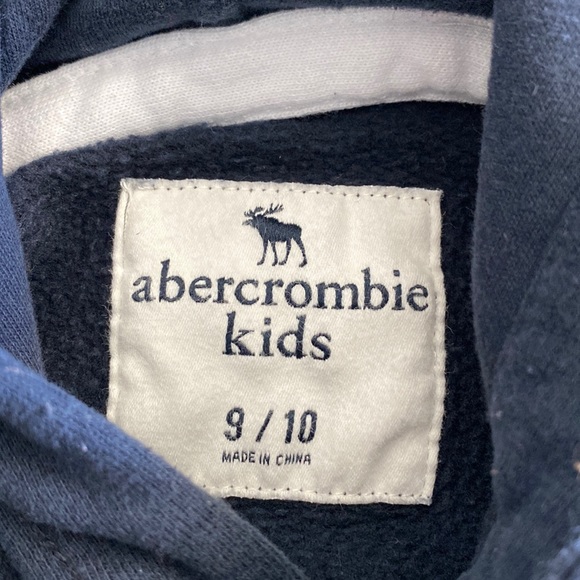 abercrombie
kids
9 / 10
MADE IN CHINA